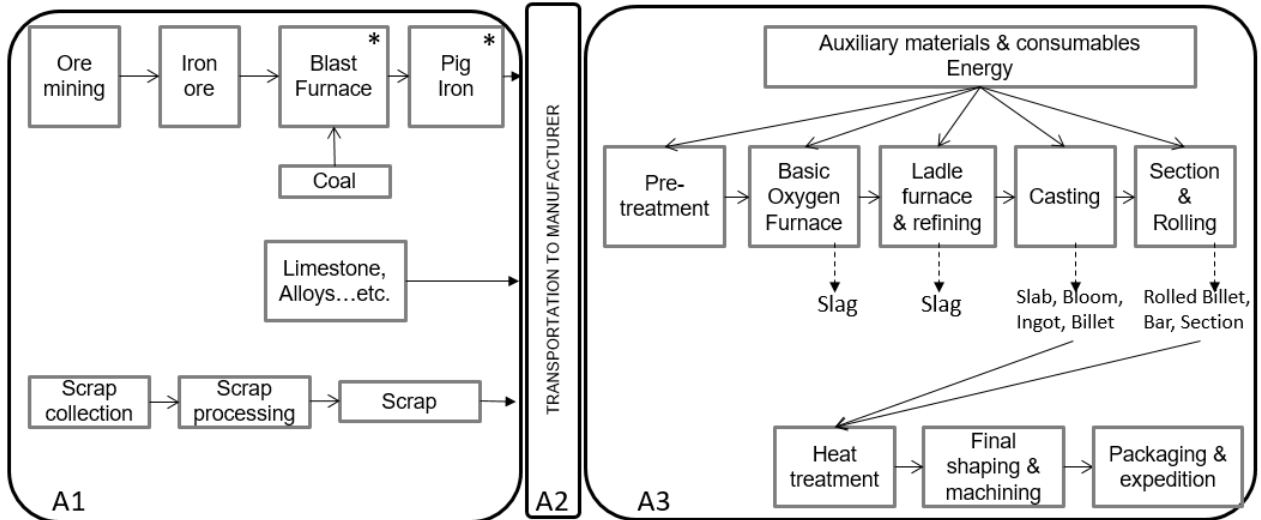 Ore
mining
Iron
ore
*
Blast
Furnace
*
Pig
Iron
Coal
Limestone,
Alloys...etc.
Scrap
collection
Scrap
processing
Scrap
A1
TRANSPORTATION TO MANUFACTURER
A2
Auxiliary materials & consumables
Energy
Pre-
treatment
Basic
Oxygen
Furnace
Ladle
furnace
& refining
Casting
Section
&
Rolling
Slag
Slag
Slab, Bloom,
Ingot, Billet
Rolled Billet,
Bar, Section
Heat
treatment
Final
shaping &
machining
Packaging &
expedition
A3